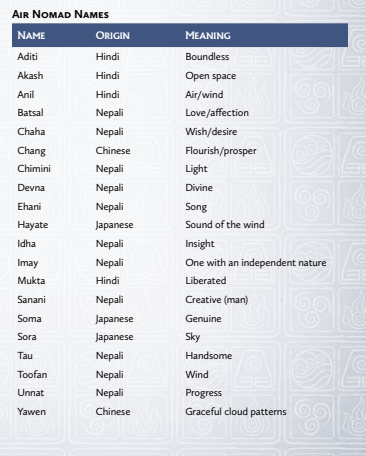 Air Nomad Names
Name Origin Meaning
Aditi Hindi Boundless
Akash Hindi Open space
Anil Hindi Air/wind
Batsal Nepali Love/affection
Chaha Nepali Wish/desire
Chang Chinese Flourish/prosper
Chimini Nepali Light
Devna Nepali Divine
Ehani Nepali Song
Hayate Japanese Sound of the wind
Idha Nepali Insight
Imay Nepali One with an independent nature
Mukta Hindi Liberated
Sanani Nepali Creative (man)
Soma Japanese Genuine
Sora Japanese Sky
Tau Nepali Handsome
Toofan Nepali Wind
Unnat Nepali Progress
Yawen Chinese Graceful cloud patterns